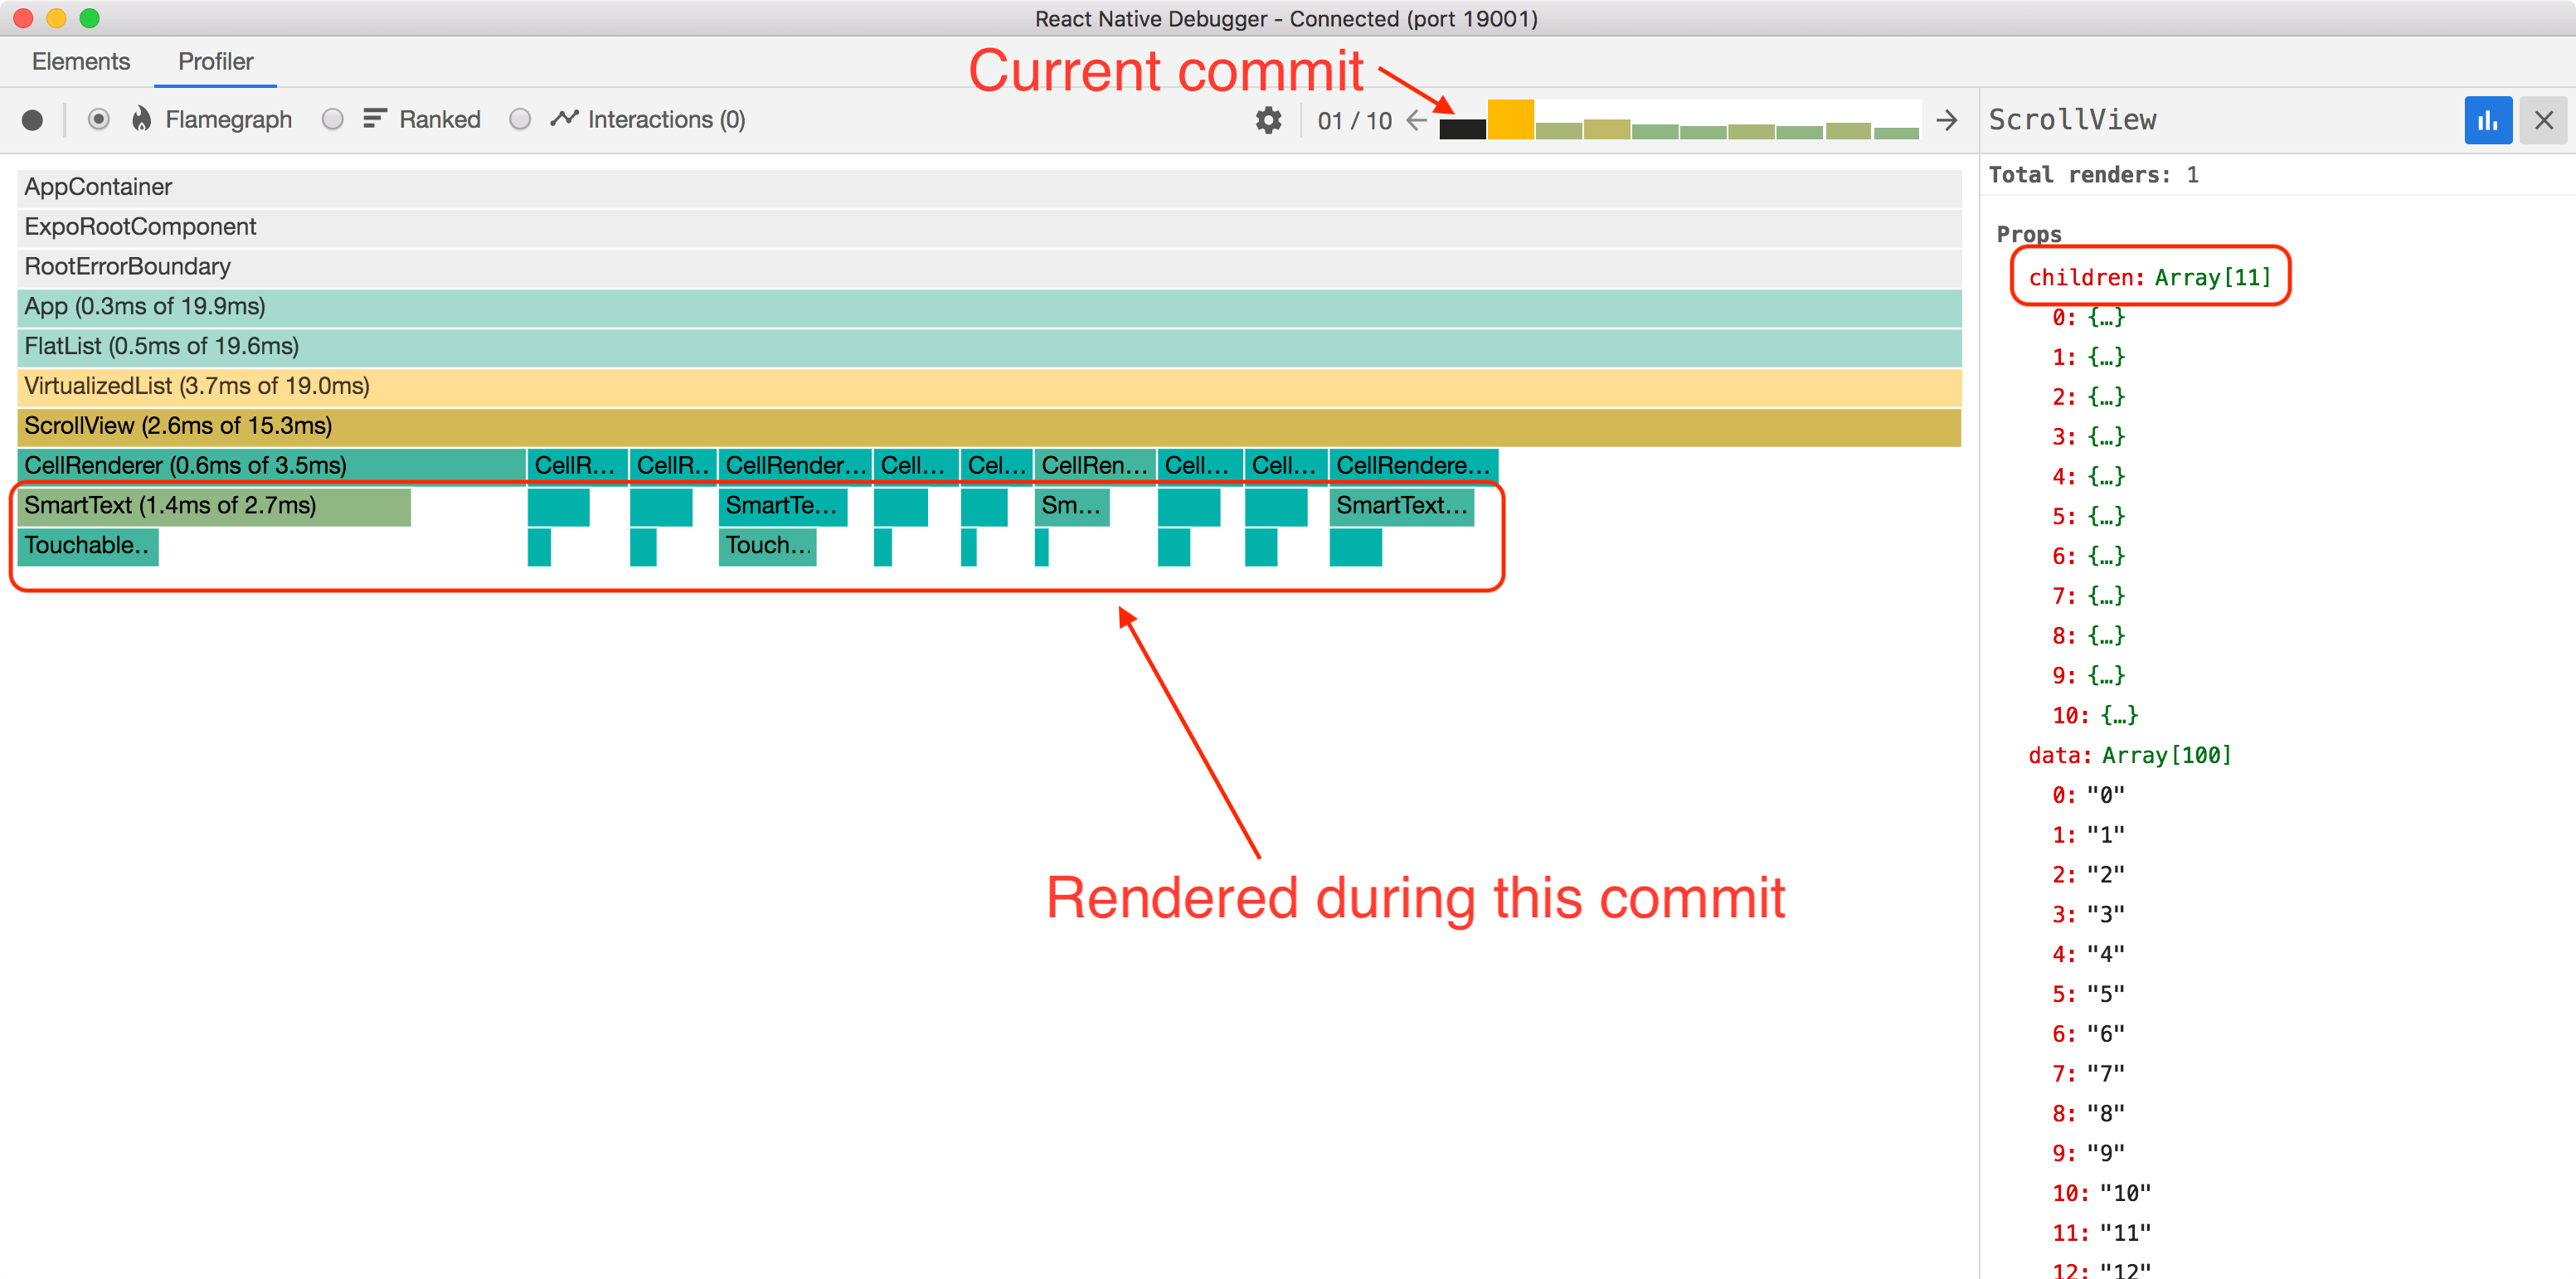 React Native Debugger - Connected (port 19001)
Elements Profiler
Current commit
Flamegraph Ranked Interactions (0) 01 / 10 ScrollView
Total renders: 1
AppContainer
ExpoRootComponent
RootErrorBoundary
App (0.3ms of 19.9ms)
FlatList (0.5ms of 19.6ms)
VirtualizedList (3.7ms of 19.0ms)
ScrollView (2.6ms of 15.3ms)
CellRenderer (0.6ms of 3.5ms) CellR... CellR.. CellRender... Cell... Cel... CellRen... Cell... Cell... CellRendere...
SmartText (1.4ms of 2.7ms) SmartTe... Sm... SmartText...
Touchable.. Touch...
Rendered during this commit
Props
children: Array[11]
0: {…}
1: {…}
2: {…}
3: {…}
4: {…}
5: {…}
6: {…}
7: {…}
8: {…}
9: {…}
10: {…}
data: Array[100]
0: "0"
1: "1"
2: "2"
3: "3"
4: "4"
5: "5"
6: "6"
7: "7"
8: "8"
9: "9"
10: "10"
11: "11"
12: "12"